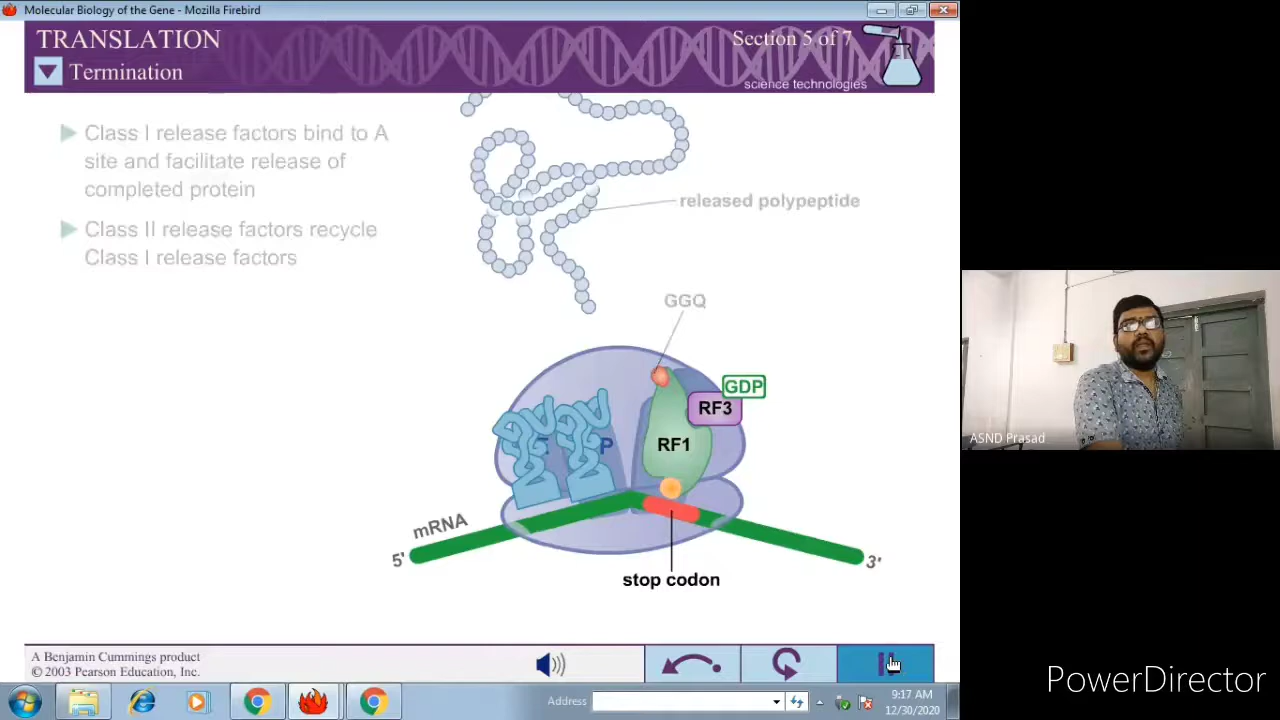 Molecular Biology of the Gene - Mozilla Firebird
TRANSLATION
Section 5 of 7
Termination
science technologies
Class I release factors bind to A
site and facilitate release of
completed protein
Class II release factors recycle
Class I release factors
released polypeptide
GGQ
GDP
RF3
RF1
E
P
mRNA
5'
3'
stop codon
ASND Prasad
A Benjamin Cummings product
© 2003 Pearson Education, Inc.
Address
9:17 AM
12/30/2020
PowerDirector